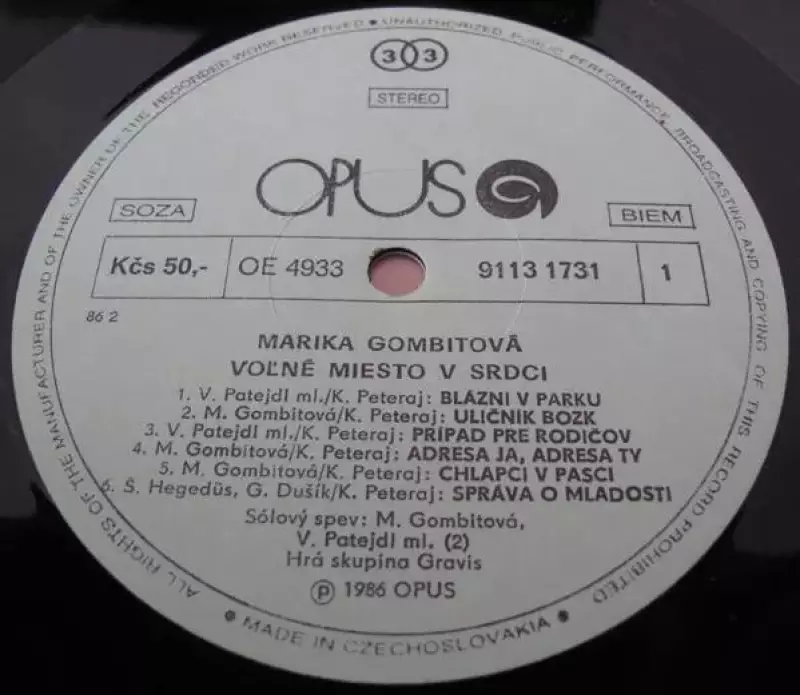 ALL RIGHTS OF THE MANUFACTURER AND OF THE OWNER OF THE RECORDED WORK RESERVED • UNAUTHORIZED PUBLIC PERFORMANCE, BROADCASTING AND COPYING OF THIS RECORD PROHIBITED
33
STEREO
OPUS
SOZA
BIEM
Kčs 50,-
OE 4933
9113 1731
1
86 2
MARIKA GOMBITOVÁ
VOĽNÉ MIESTO V SRDCI
1. V. Patejdl ml./K. Peteraj: BLÁZNI V PARKU
2. M. Gombitová/K. Peteraj: ULIČNÍK BOZK
3. V. Patejdl ml./K. Peteraj: PRÍPAD PRE RODIČOV
4. M. Gombitová/K. Peteraj: ADRESA JA, ADRESA TY
5. M. Gombitová/K. Peteraj: CHLAPCI V PASCI
6. Š. Hegedüs, G. Dušík/K. Peteraj: SPRÁVA O MLADOSTI
Sólový spev: M. Gombitová,
V. Patejdl ml. (2)
Hrá skupina Gravis
Ⓟ 1986 OPUS
• MADE IN CZECHOSLOVAKIA •